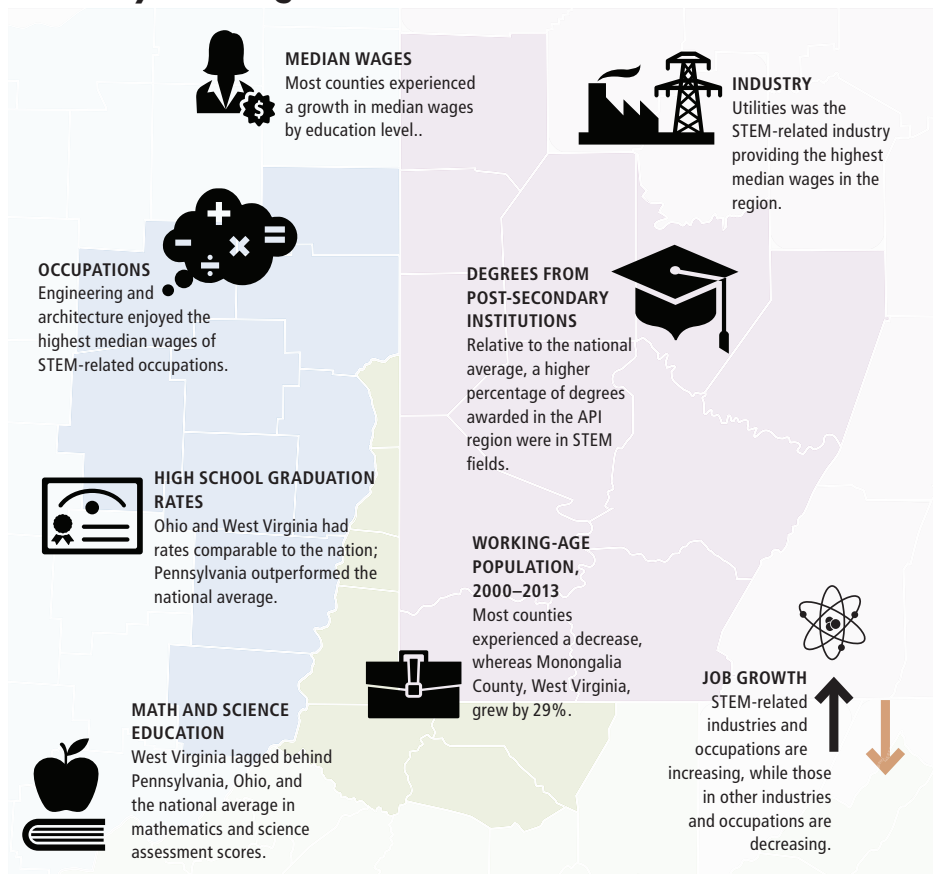 MEDIAN WAGES
Most counties experienced
a growth in median wages
by education level..
INDUSTRY
Utilities was the
STEM-related industry
providing the highest
median wages in the
region.
OCCUPATIONS
Engineering and
architecture enjoyed the
highest median wages of
STEM-related occupations.
DEGREES FROM
POST-SECONDARY
INSTITUTIONS
Relative to the national
average, a higher
percentage of degrees
awarded in the API
region were in STEM
fields.
HIGH SCHOOL GRADUATION
RATES
Ohio and West Virginia had
rates comparable to the nation;
Pennsylvania outperformed the
national average.
WORKING-AGE
POPULATION,
2000–2013
Most counties
experienced a decrease,
whereas Monongalia
County, West Virginia,
grew by 29%.
MATH AND SCIENCE
EDUCATION
West Virginia lagged behind
Pennsylvania, Ohio, and
the national average in
mathematics and science
assessment scores.
JOB GROWTH
STEM-related
industries and
occupations are
increasing, while those
in other industries
and occupations are
decreasing.